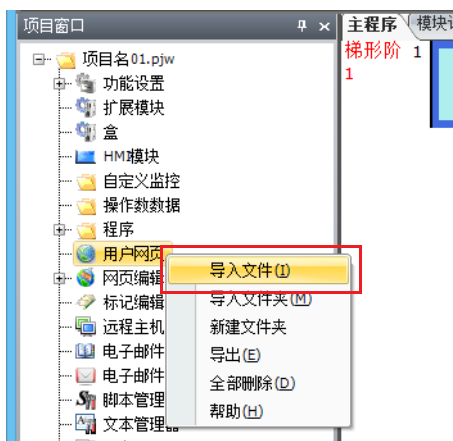 项目窗口
主程序
模块讠
梯形阶 1
1
项目名01.pjw
功能设置
扩展模块
盒
HMI模块
自定义监控
操作数数据
程序
用户网页
导入文件(I)
网页编辑
导入文件夹(M)
标记编辑
远程主机
新建文件夹
电子邮件
导出(E)
电子邮件
全部删除(D)
脚本管理
帮助(H)
文本管理器